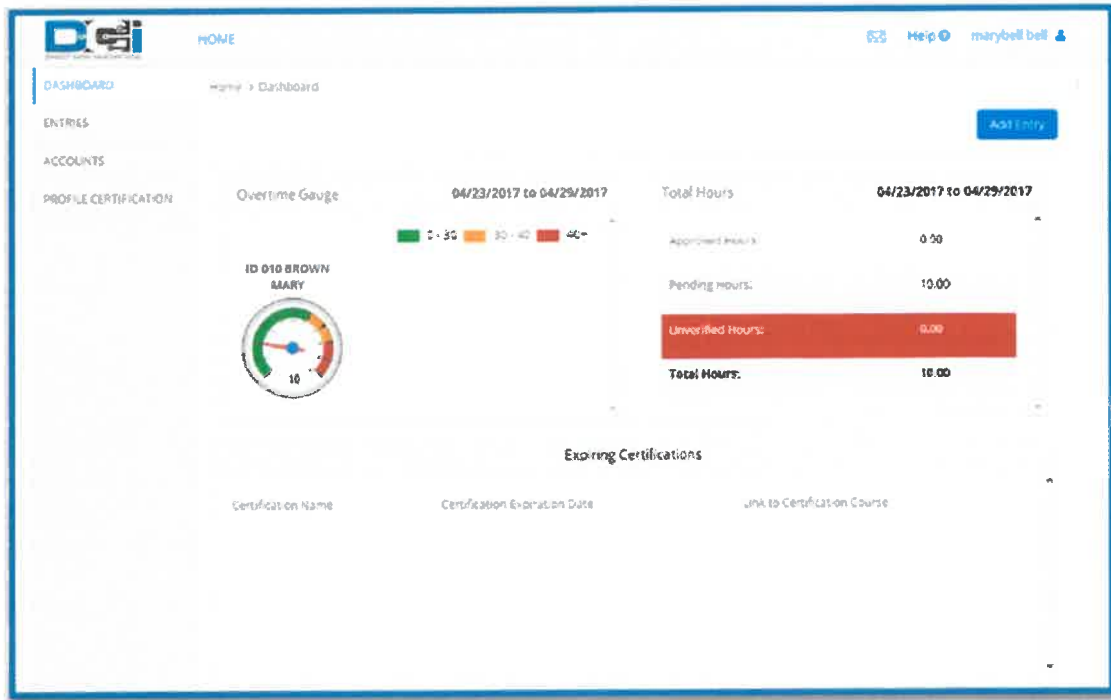 DCi
HOME
Help
marybell bell
DASHBOARD
ENTRIES
ACCOUNTS
PROFILE CERTIFICATION
Home > Dashboard
Add Entry
Overtime Gauge 04/23/2017 to 04/29/2017
0 - 30 30 - 40 40+
ID 010 BROWN
MARY
10
Total Hours 04/23/2017 to 04/29/2017
Approved Hours: 0.00
Pending Hours: 10.00
Unverified Hours: 0.00
Total Hours: 10.00
Expiring Certifications
Certification Name Certification Expiration Date Link to Certification Course